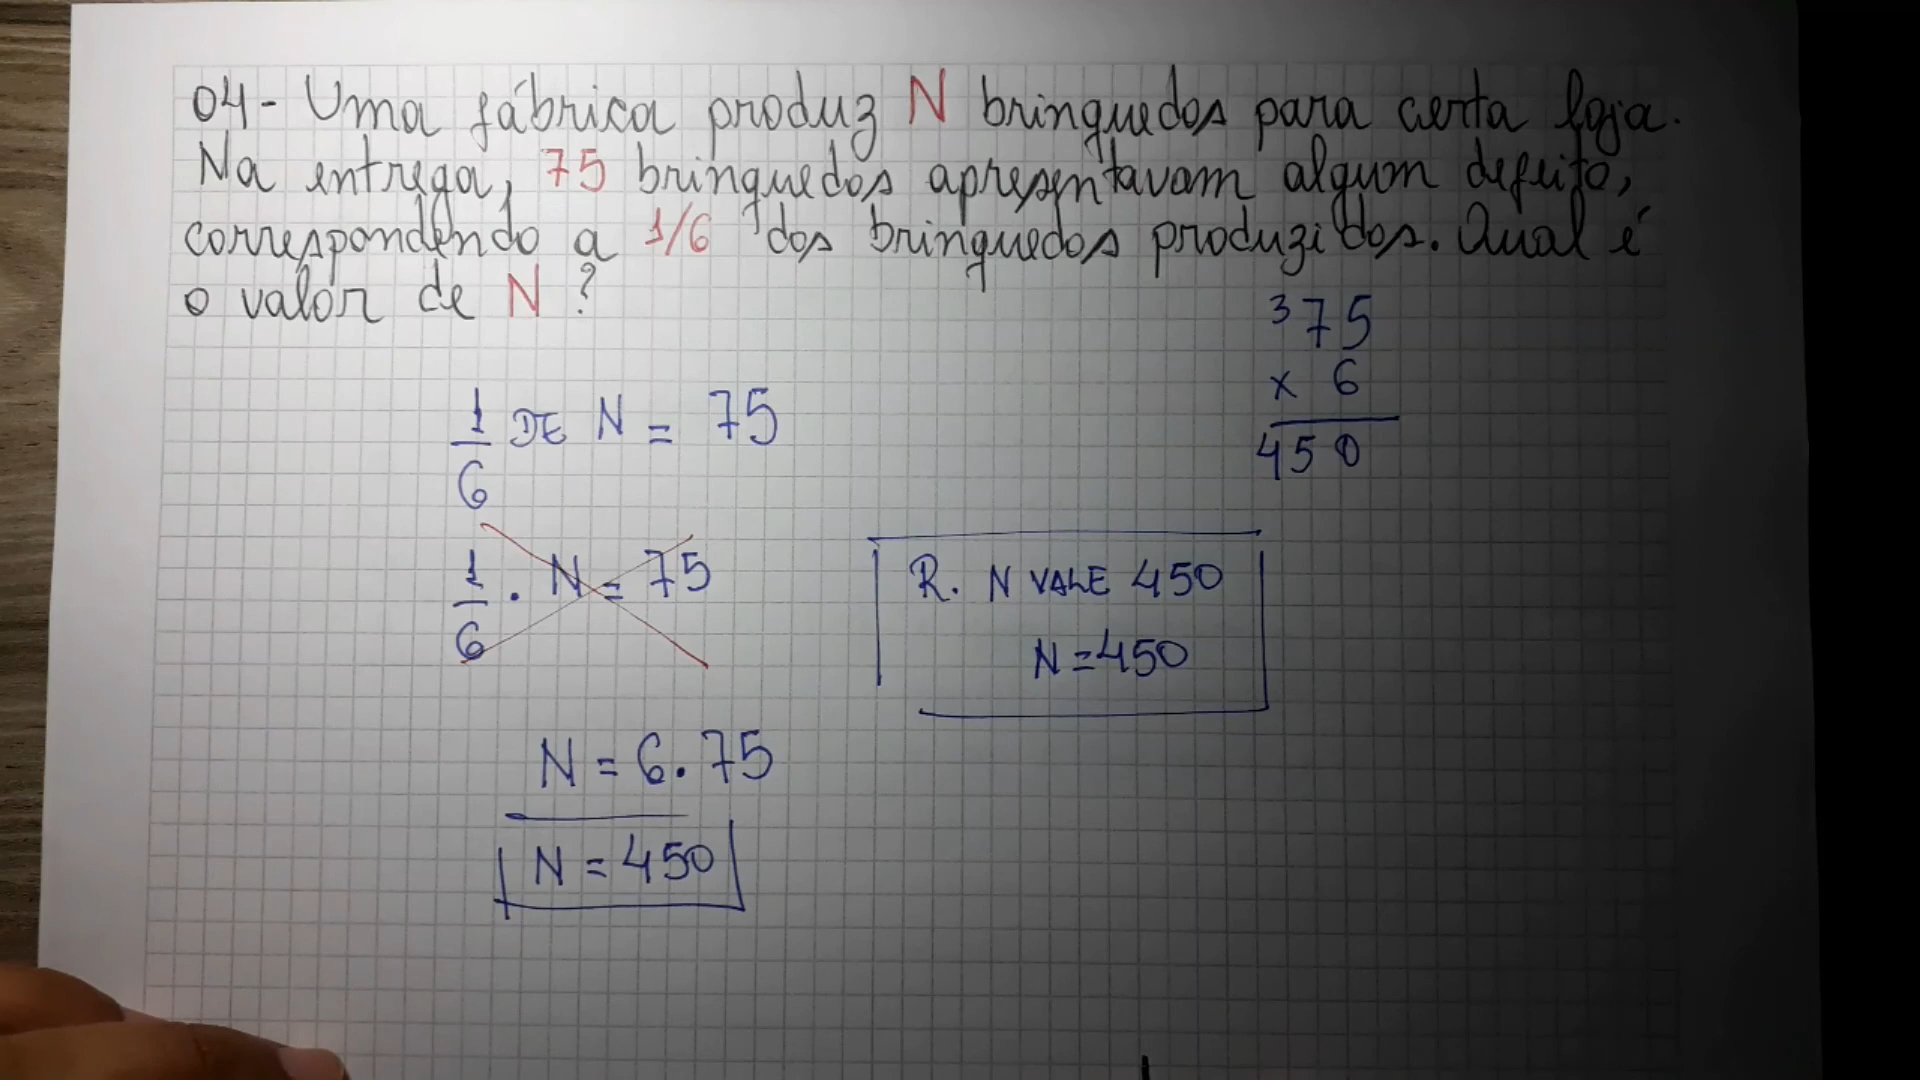 04- Uma fábrica produz N brinquedos para certa loja.
Na entrega, 75 brinquedos apresentavam algum defeito,
correspondendo a 1/6 dos brinquedos produzidos. Qual é
o valor de N?
375
x 6
450
1/6 DE N = 75
1/6 . N = 75
R. N VALE 450
N=450
N = 6.75
N = 450